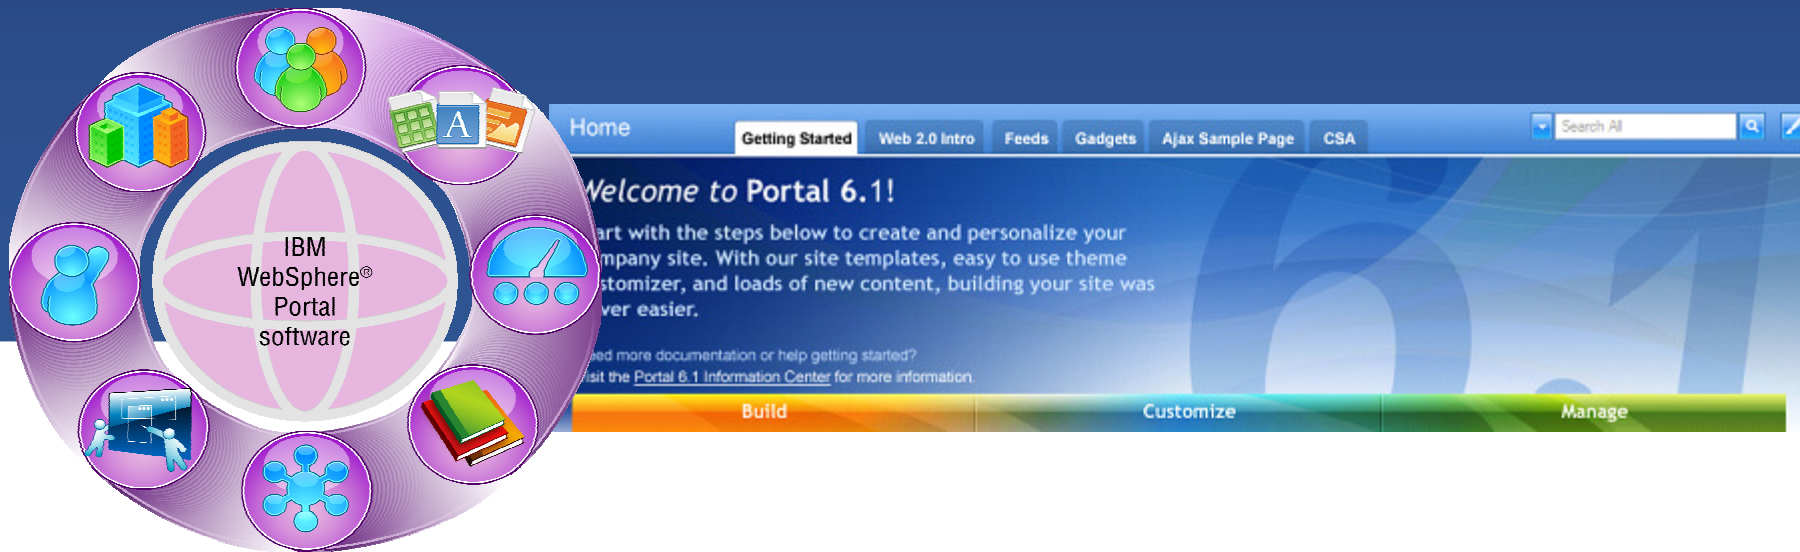 IBM
WebSphere®
Portal
software
A
Home
Getting Started Web 2.0 Intro Feeds Gadgets Ajax Sample Page CSA
Search All
Welcome to Portal 6.1!
art with the steps below to create and personalize your
mpany site. With our site templates, easy to use theme
stomizer, and loads of new content, building your site was
ver easier.
ed more documentation or help getting started?
isit the Portal 6.1 Information Center for more information.
6.1
Build Customize Manage